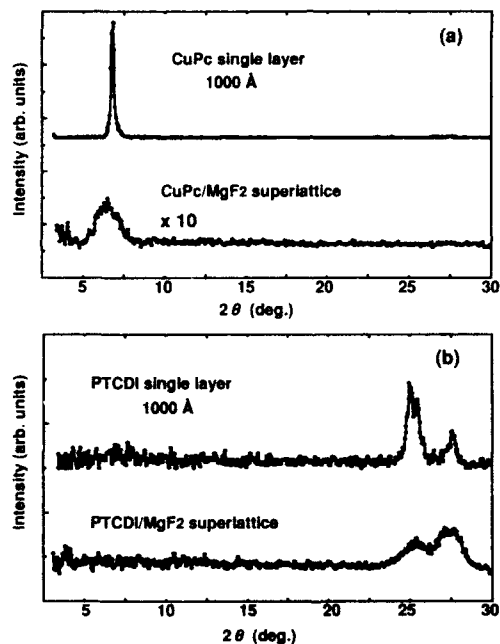 (a)
CuPc single layer
1000 Å
CuPc/MgF2 superlattice
x 10
Intensity (arb. units)
5 10 15 20 25 30
2θ (deg.)
(b)
PTCDI single layer
1000 Å
PTCDI/MgF2 superlattice
Intensity (arb. units)
5 10 15 20 25 30
2θ (deg.)